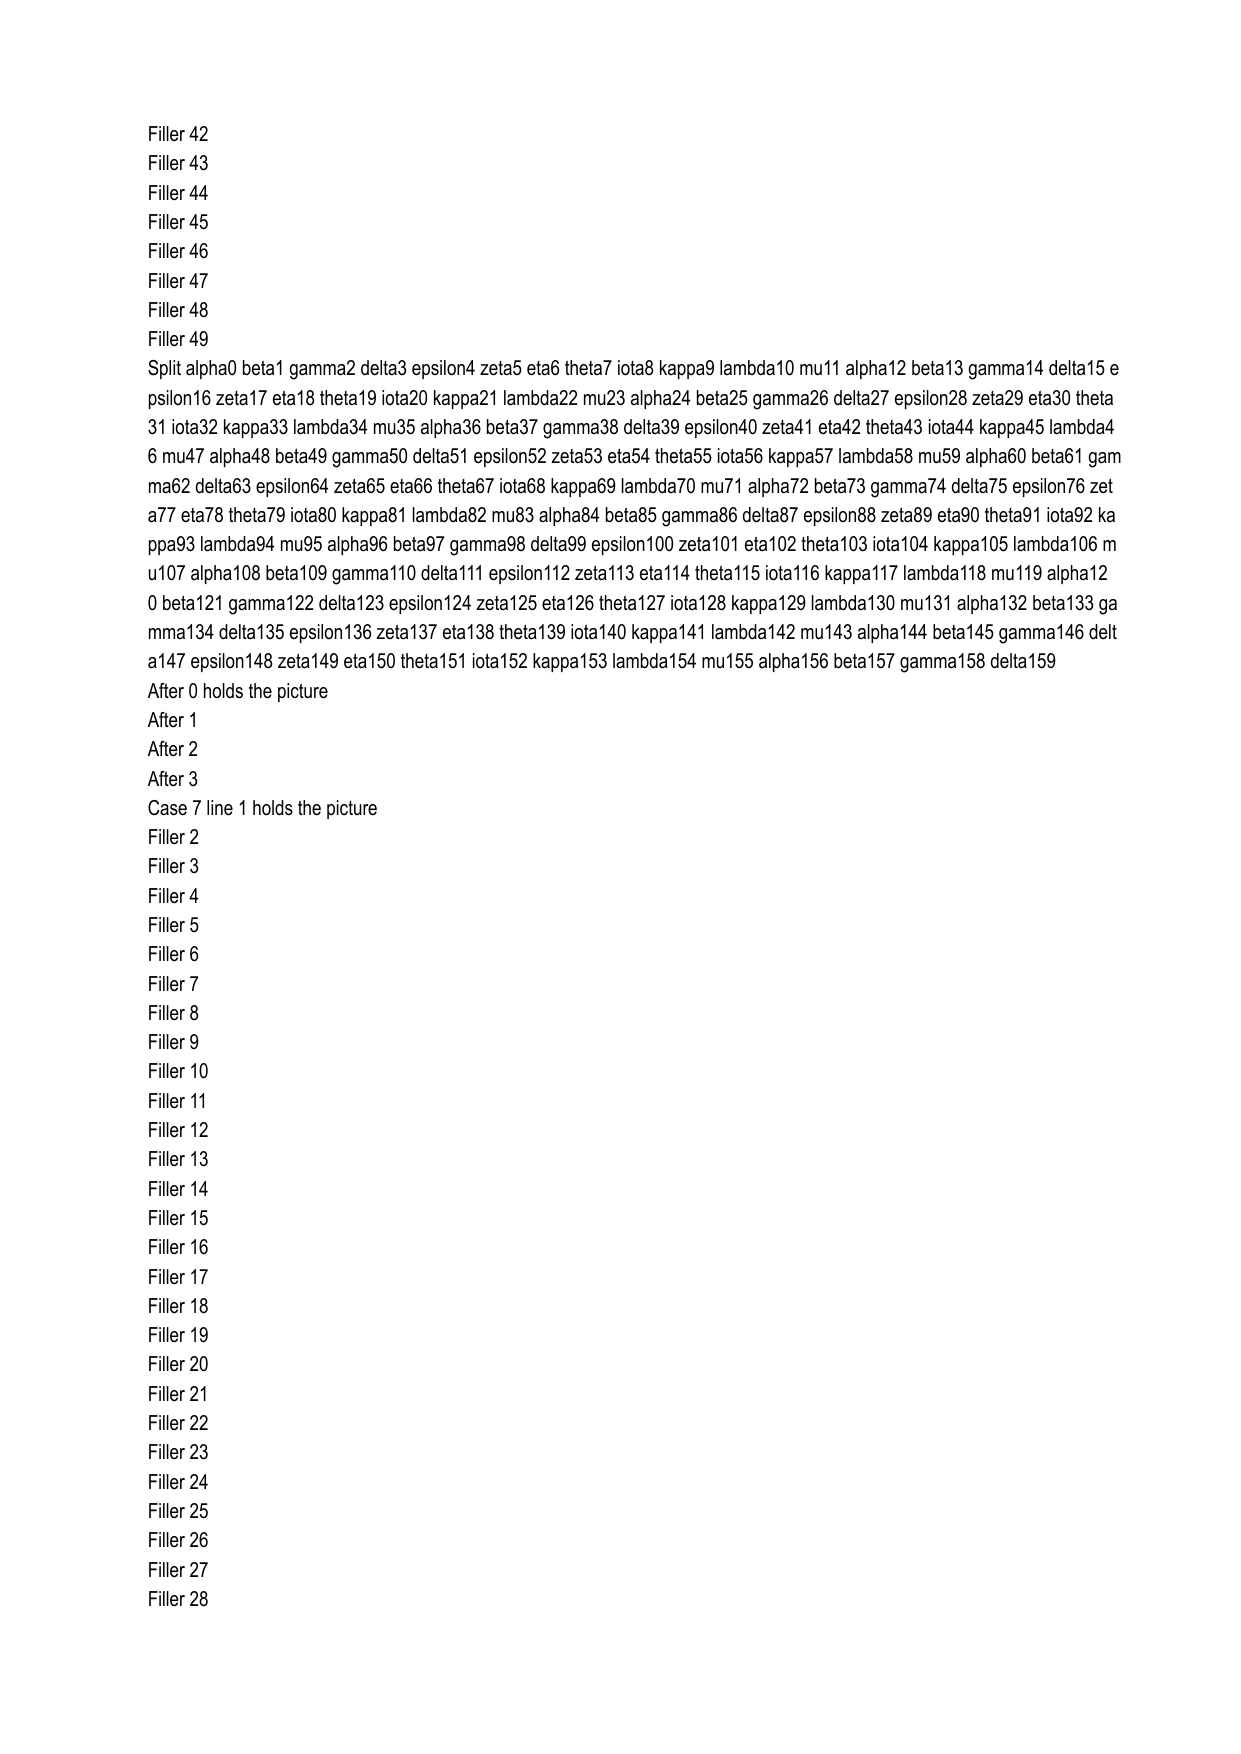 Filler 42
Filler 43
Filler 44
Filler 45
Filler 46
Filler 47
Filler 48
Filler 49
Split alpha0 beta1 gamma2 delta3 epsilon4 zeta5 eta6 theta7 iota8 kappa9 lambda10 mu11 alpha12 beta13 gamma14 delta15 e
psilon16 zeta17 eta18 theta19 iota20 kappa21 lambda22 mu23 alpha24 beta25 gamma26 delta27 epsilon28 zeta29 eta30 theta
31 iota32 kappa33 lambda34 mu35 alpha36 beta37 gamma38 delta39 epsilon40 zeta41 eta42 theta43 iota44 kappa45 lambda4
6 mu47 alpha48 beta49 gamma50 delta51 epsilon52 zeta53 eta54 theta55 iota56 kappa57 lambda58 mu59 alpha60 beta61 gam
ma62 delta63 epsilon64 zeta65 eta66 theta67 iota68 kappa69 lambda70 mu71 alpha72 beta73 gamma74 delta75 epsilon76 zet
a77 eta78 theta79 iota80 kappa81 lambda82 mu83 alpha84 beta85 gamma86 delta87 epsilon88 zeta89 eta90 theta91 iota92 ka
ppa93 lambda94 mu95 alpha96 beta97 gamma98 delta99 epsilon100 zeta101 eta102 theta103 iota104 kappa105 lambda106 m
u107 alpha108 beta109 gamma110 delta111 epsilon112 zeta113 eta114 theta115 iota116 kappa117 lambda118 mu119 alpha12
0 beta121 gamma122 delta123 epsilon124 zeta125 eta126 theta127 iota128 kappa129 lambda130 mu131 alpha132 beta133 ga
mma134 delta135 epsilon136 zeta137 eta138 theta139 iota140 kappa141 lambda142 mu143 alpha144 beta145 gamma146 delt
a147 epsilon148 zeta149 eta150 theta151 iota152 kappa153 lambda154 mu155 alpha156 beta157 gamma158 delta159
After 0 holds the picture
After 1
After 2
After 3
Case 7 line 1 holds the picture
Filler 2
Filler 3
Filler 4
Filler 5
Filler 6
Filler 7
Filler 8
Filler 9
Filler 10
Filler 11
Filler 12
Filler 13
Filler 14
Filler 15
Filler 16
Filler 17
Filler 18
Filler 19
Filler 20
Filler 21
Filler 22
Filler 23
Filler 24
Filler 25
Filler 26
Filler 27
Filler 28